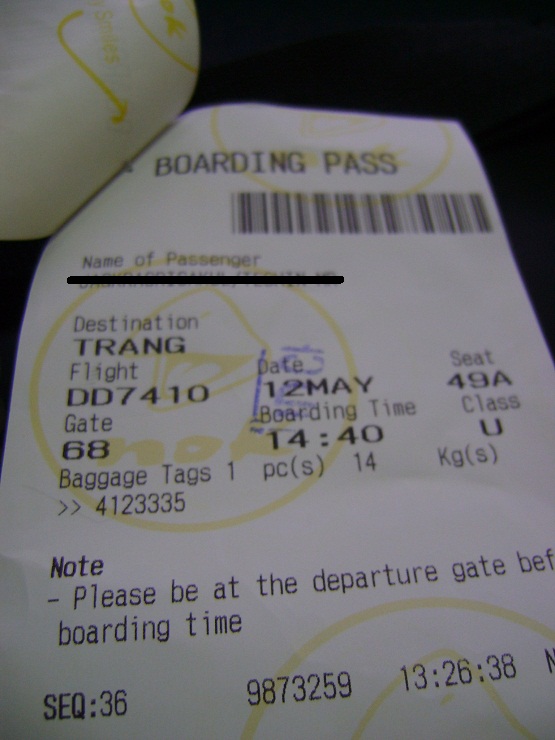 BOARDING PASS
Name of Passenger
Destination
TRANG
Flight Date Seat
DD7410 12MAY 49A
Gate Boarding Time Class
68 14:40 U
Baggage Tags 1 pc(s) 14 Kg(s)
>> 4123335
Note
- Please be at the departure gate bef
boarding time
SEQ:36 9873259 13:26:38 N
nok